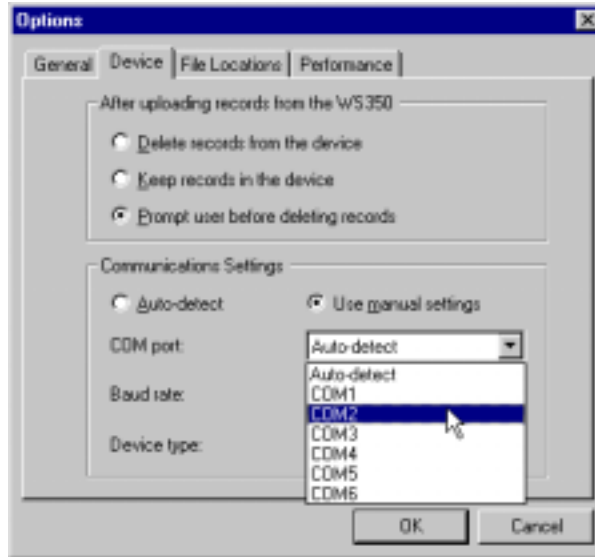 Options
General Device File Locations Performance
After uploading records from the WS350
Delete records from the device
Keep records in the device
Prompt user before deleting records
Communications Settings
Auto-detect Use manual settings
COM port: Auto-detect
Auto-detect
COM1
Baud rate:
COM2
COM3
Device type:
COM4
COM5
COM6
OK Cancel